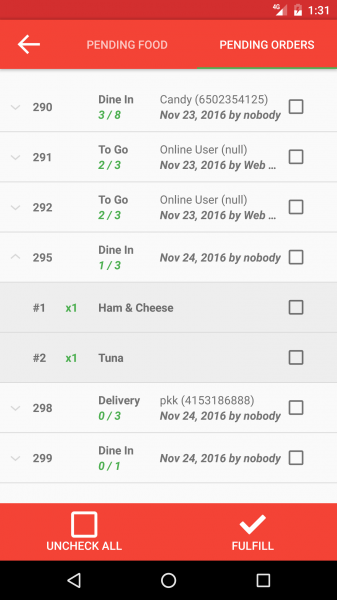 4G 1:31
PENDING FOOD PENDING ORDERS
290 Dine In Candy (6502354125)
3 / 8 Nov 23, 2016 by nobody
291 To Go Online User (null)
2 / 3 Nov 23, 2016 by Web ...
292 To Go Online User (null)
2 / 3 Nov 23, 2016 by Web ...
295 Dine In Nov 24, 2016 by nobody
1 / 3
#1 x1 Ham & Cheese
#2 x1 Tuna
298 Delivery pkk (4153186888)
0 / 3 Nov 24, 2016 by nobody
299 Dine In Nov 24, 2016 by nobody
0 / 1
UNCHECK ALL FULFILL